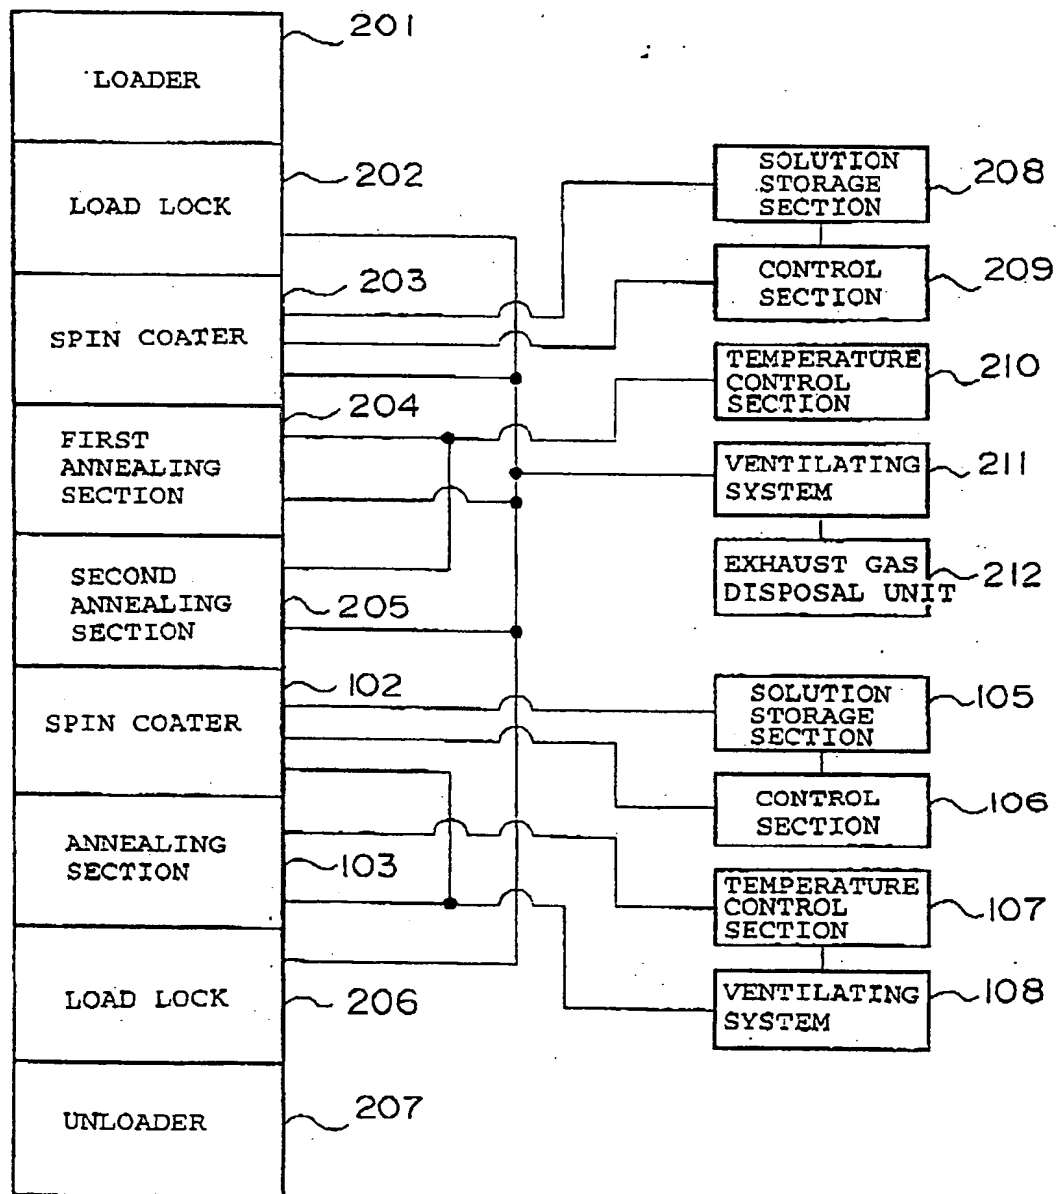 201
LOADER
202
LOAD LOCK
203
SPIN COATER
204
FIRST
ANNEALING
SECTION
SECOND
ANNEALING
SECTION
205
102
SPIN COATER
ANNEALING
SECTION
103
LOAD LOCK
206
UNLOADER
207
SOLUTION
STORAGE
SECTION
208
CONTROL
SECTION
209
TEMPERATURE
CONTROL
SECTION
210
VENTILATING
SYSTEM
211
EXHAUST GAS
DISPOSAL UNIT
212
SOLUTION
STORAGE
SECTION
105
CONTROL
SECTION
106
TEMPERATURE
CONTROL
SECTION
107
VENTILATING
SYSTEM
108